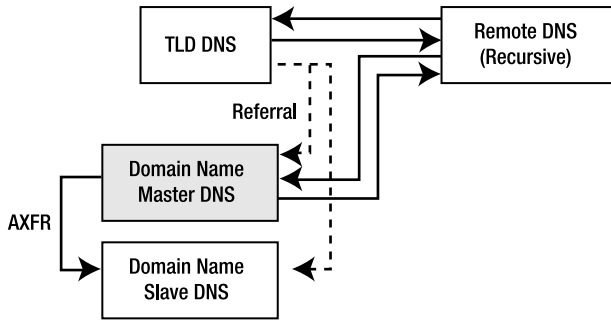 TLD DNS
Remote DNS
(Recursive)
Referral
Domain Name
Master DNS
AXFR
Domain Name
Slave DNS